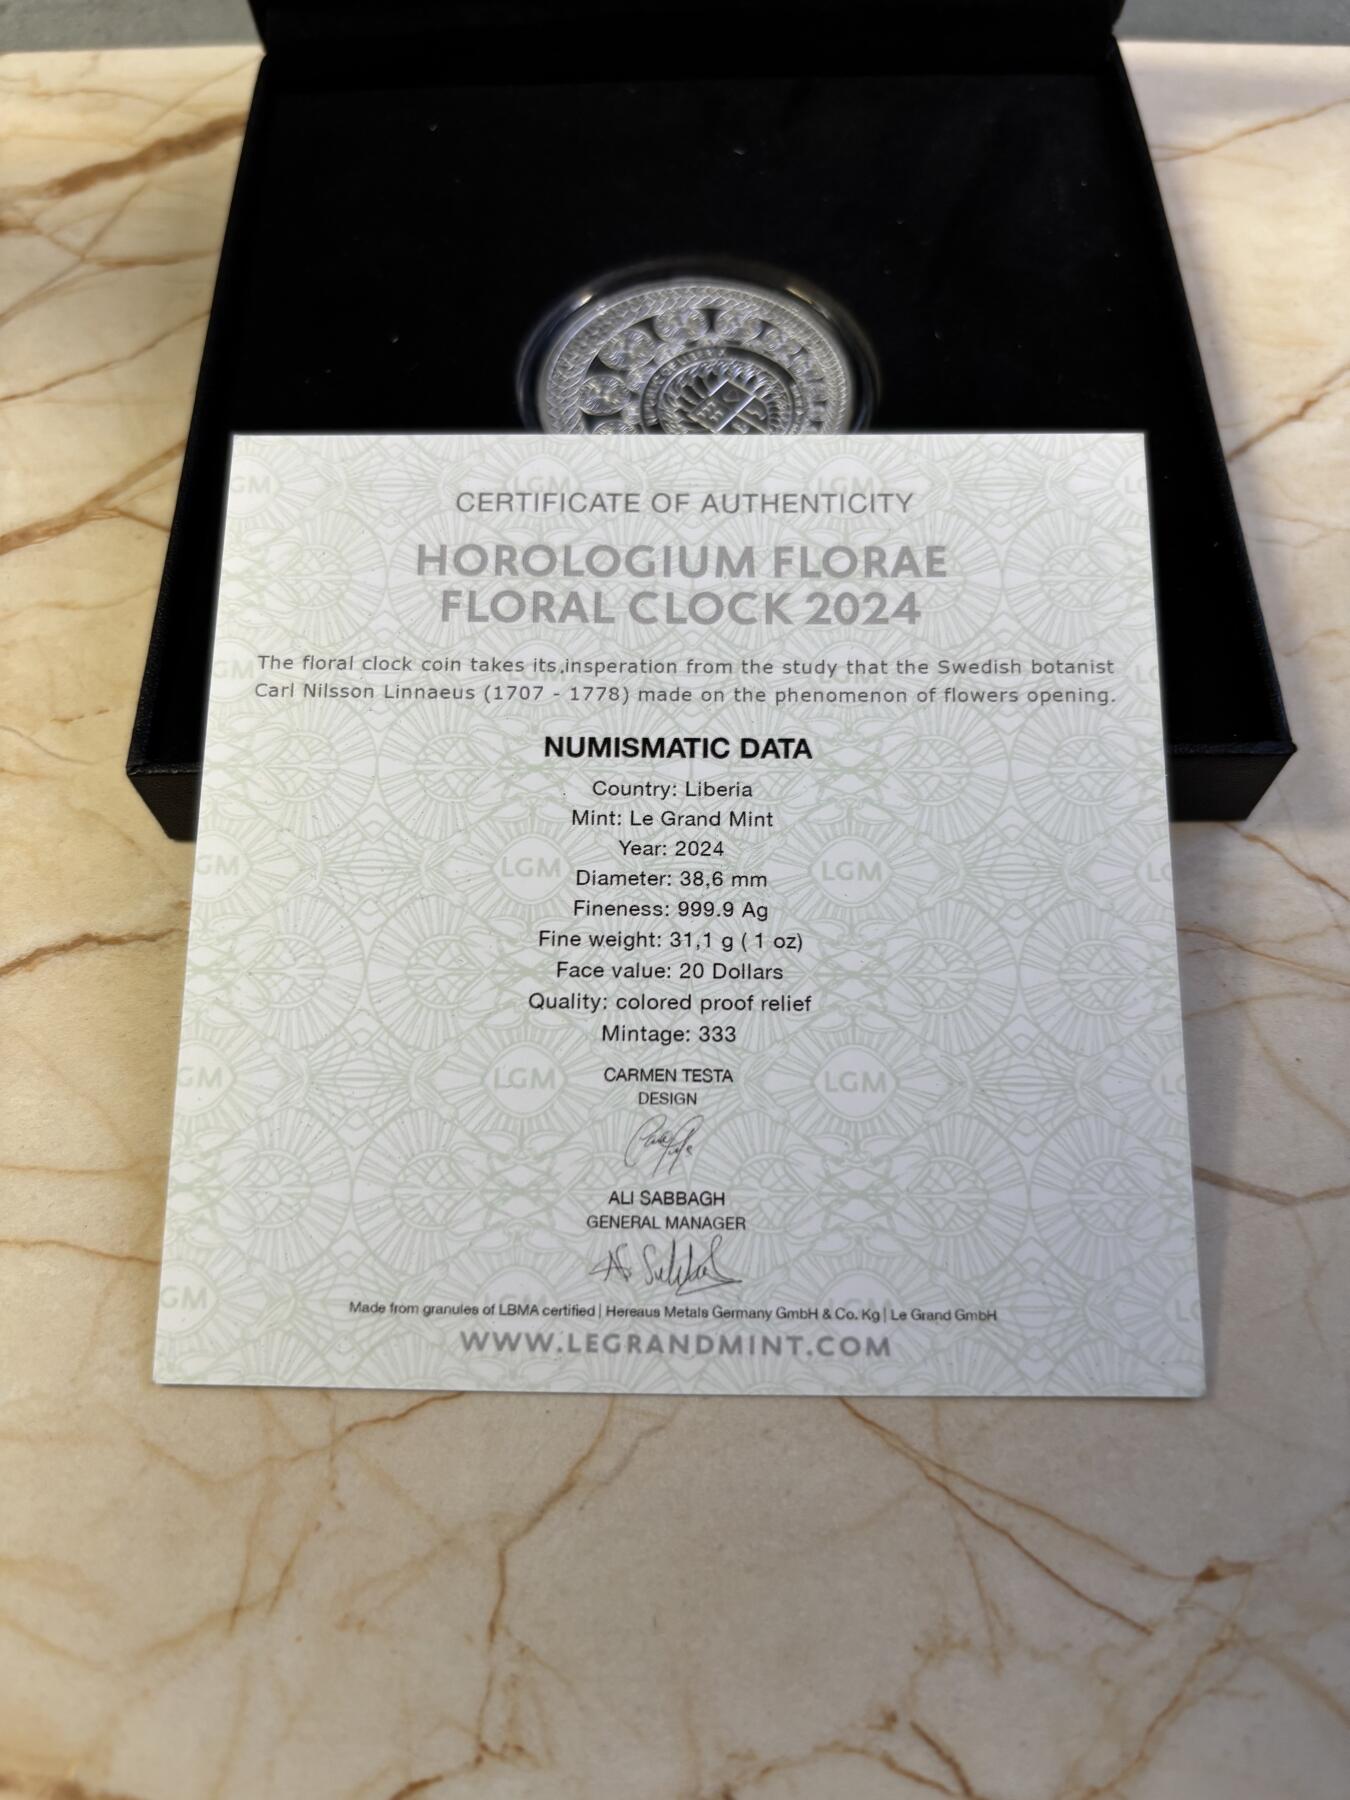 CERTIFICATE OF AUTHENTICITY
HOROLOGIUM FLORAE
FLORAL CLOCK 2024
The floral clock coin takes its.insperation from the study that the Swedish botanist
Carl Nilsson Linnaeus (1707 - 1778) made on the phenomenon of flowers opening.
NUMISMATIC DATA
Country: Liberia
Mint: Le Grand Mint
Year: 2024
Diameter: 38,6 mm
Fineness: 999.9 Ag
Fine weight: 31,1 g ( 1 oz)
Face value: 20 Dollars
Quality: colored proof relief
Mintage: 333
CARMEN TESTA
DESIGN
ALI SABBAGH
GENERAL MANAGER
Made from granules of LBMA certified | Hereaus Metals Germany GmbH & Co. Kg | Le Grand GmbH
WWW.LEGRANDMINT.COM
LGM